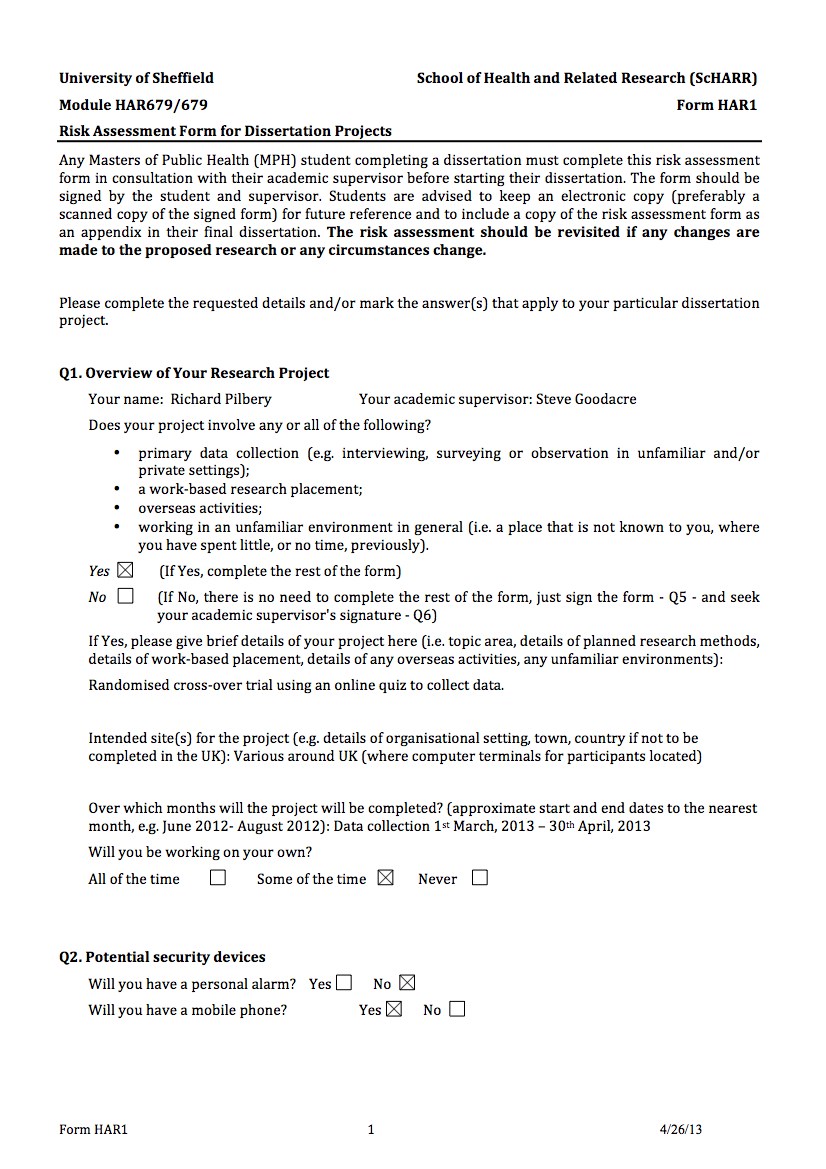 University of Sheffield School of Health and Related Research (ScHARR)
Module HAR679/679 Form HAR1
Risk Assessment Form for Dissertation Projects
Any Masters of Public Health (MPH) student completing a dissertation must complete this risk assessment
form in consultation with their academic supervisor before starting their dissertation. The form should be
signed by the student and supervisor. Students are advised to keep an electronic copy (preferably a
scanned copy of the signed form) for future reference and to include a copy of the risk assessment form as
an appendix in their final dissertation. The risk assessment should be revisited if any changes are
made to the proposed research or any circumstances change.
Please complete the requested details and/or mark the answer(s) that apply to your particular dissertation
project.
Q1. Overview of Your Research Project
Your name: Richard Pilbery Your academic supervisor: Steve Goodacre
Does your project involve any or all of the following?
• primary data collection (e.g. interviewing, surveying or observation in unfamiliar and/or
private settings);
• a work-based research placement;
• overseas activities;
• working in an unfamiliar environment in general (i.e. a place that is not known to you, where
you have spent little, or no time, previously).
Yes ☒ (If Yes, complete the rest of the form)
No ☐ (If No, there is no need to complete the rest of the form, just sign the form - Q5 - and seek
your academic supervisor's signature - Q6)
If Yes, please give brief details of your project here (i.e. topic area, details of planned research methods,
details of work-based placement, details of any overseas activities, any unfamiliar environments):
Randomised cross-over trial using an online quiz to collect data.
Intended site(s) for the project (e.g. details of organisational setting, town, country if not to be
completed in the UK): Various around UK (where computer terminals for participants located)
Over which months will the project will be completed? (approximate start and end dates to the nearest
month, e.g. June 2012- August 2012): Data collection 1st March, 2013 – 30th April, 2013
Will you be working on your own?
All of the time ☐ Some of the time ☒ Never ☐
Q2. Potential security devices
Will you have a personal alarm? Yes ☐ No ☒
Will you have a mobile phone? Yes ☒ No ☐
Form HAR1 1 4/26/13